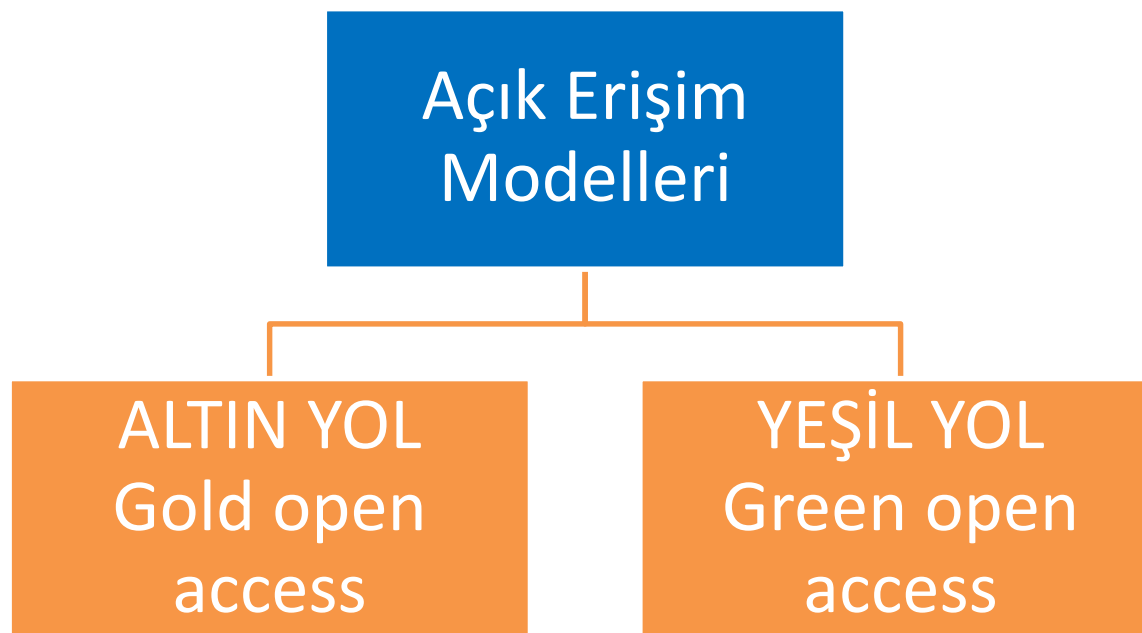 Açık Erişim
Modelleri
ALTIN YOL
Gold open
access
YEŞİL YOL
Green open
access